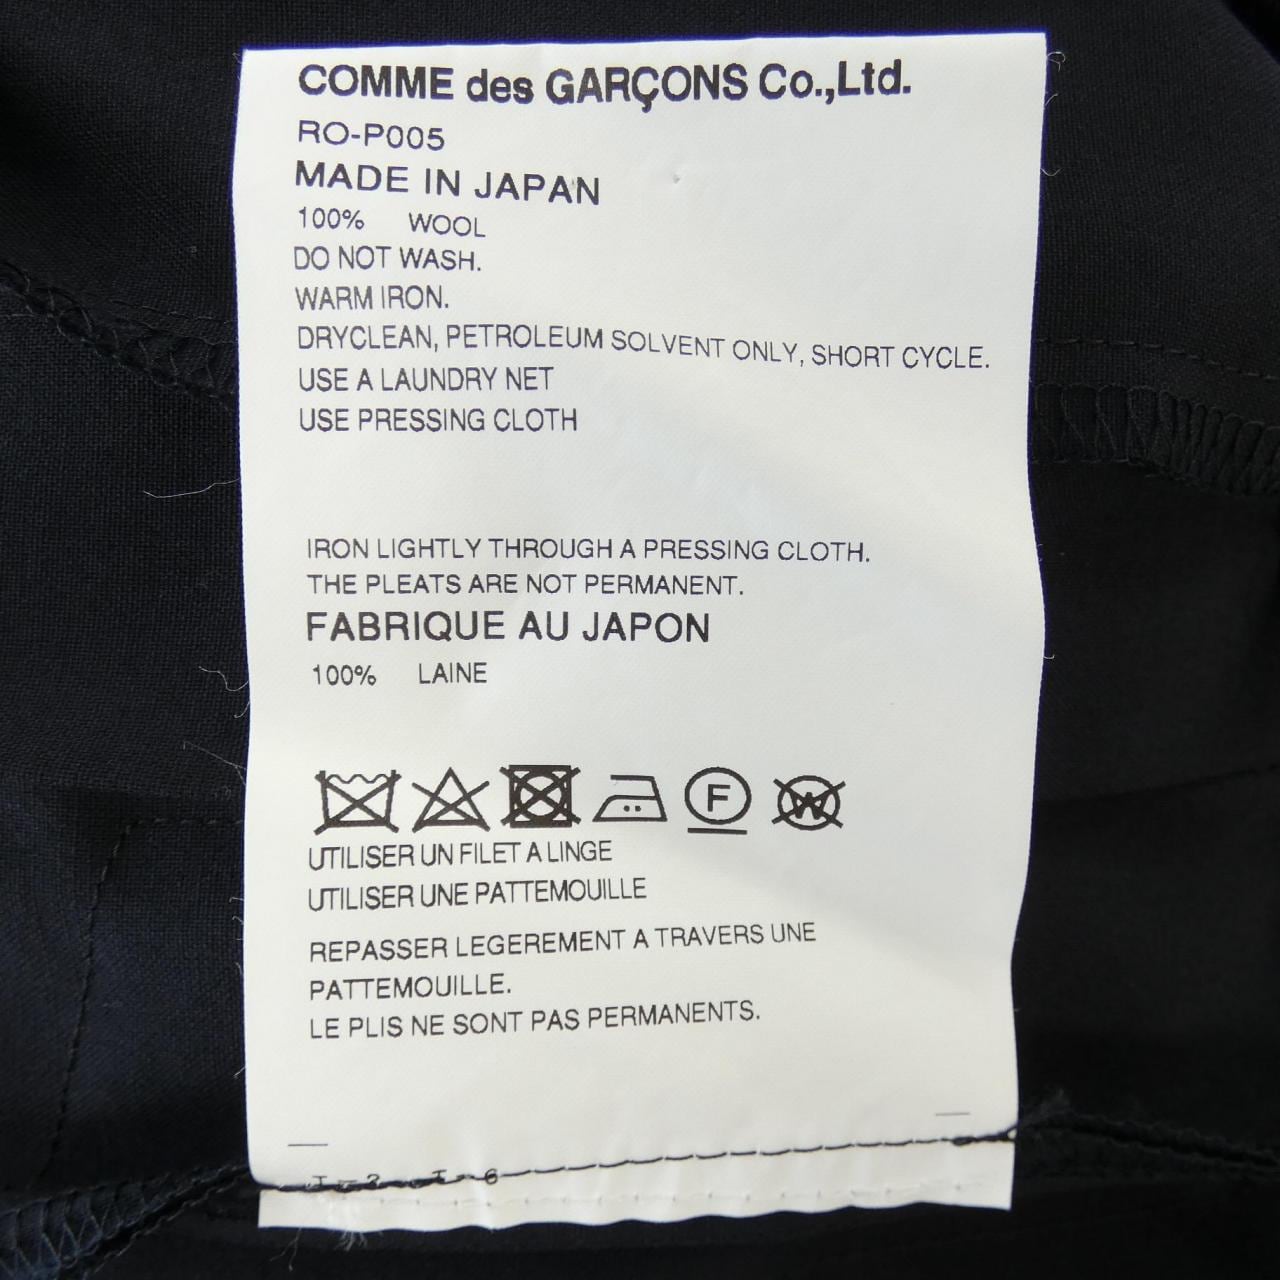 COMME des GARÇONS Co.,Ltd.
RO-P005
MADE IN JAPAN
100% WOOL
DO NOT WASH.
WARM IRON.
DRYCLEAN, PETROLEUM SOLVENT ONLY, SHORT CYCLE.
USE A LAUNDRY NET
USE PRESSING CLOTH
IRON LIGHTLY THROUGH A PRESSING CLOTH.
THE PLEATS ARE NOT PERMANENT.
FABRIQUE AU JAPON
100% LAINE
F W
UTILISER UN FILET A LINGE
UTILISER UNE PATTEMOUILLE
REPASSER LEGEREMENT A TRAVERS UNE
PATTEMOUILLE.
LE PLIS NE SONT PAS PERMANENTS.